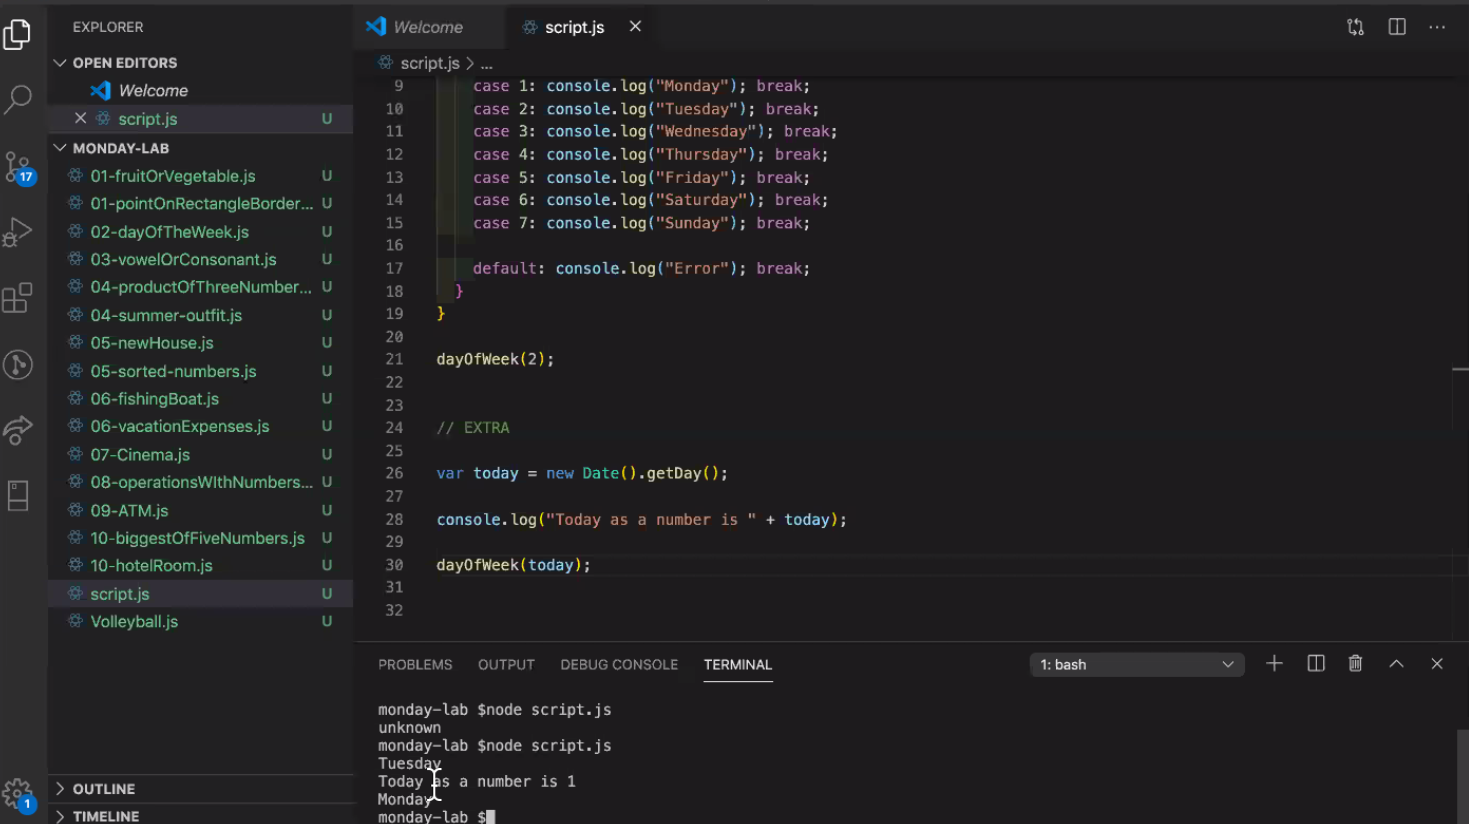 EXPLORER
OPEN EDITORS
Welcome
script.js U
MONDAY-LAB
01-fruitOrVegetable.js U
01-pointOnRectangleBorder... U
02-dayOfTheWeek.js U
03-vowelOrConsonant.js U
04-productOfThreeNumber... U
04-summer-outfit.js U
05-newHouse.js U
05-sorted-numbers.js U
06-fishingBoat.js U
06-vacationExpenses.js U
07-Cinema.js U
08-operationsWIthNumbers... U
09-ATM.js U
10-biggestOfFiveNumbers.js U
10-hotelRoom.js U
script.js U
Volleyball.js U
OUTLINE
TIMELINE
17
1
Welcome script.js
script.js > ...
9 case 1: console.log("Monday"); break;
10 case 2: console.log("Tuesday"); break;
11 case 3: console.log("Wednesday"); break;
12 case 4: console.log("Thursday"); break;
13 case 5: console.log("Friday"); break;
14 case 6: console.log("Saturday"); break;
15 case 7: console.log("Sunday"); break;
16
17 default: console.log("Error"); break;
18 }
19 }
20
21 dayOfWeek(2);
22
23
24 // EXTRA
25
26 var today = new Date().getDay();
27
28 console.log("Today as a number is " + today);
29
30 dayOfWeek(today);
31
32
PROBLEMS OUTPUT DEBUG CONSOLE TERMINAL 1: bash
monday-lab $node script.js
unknown
monday-lab $node script.js
Tuesday
Today as a number is 1
Monday
monday-lab $